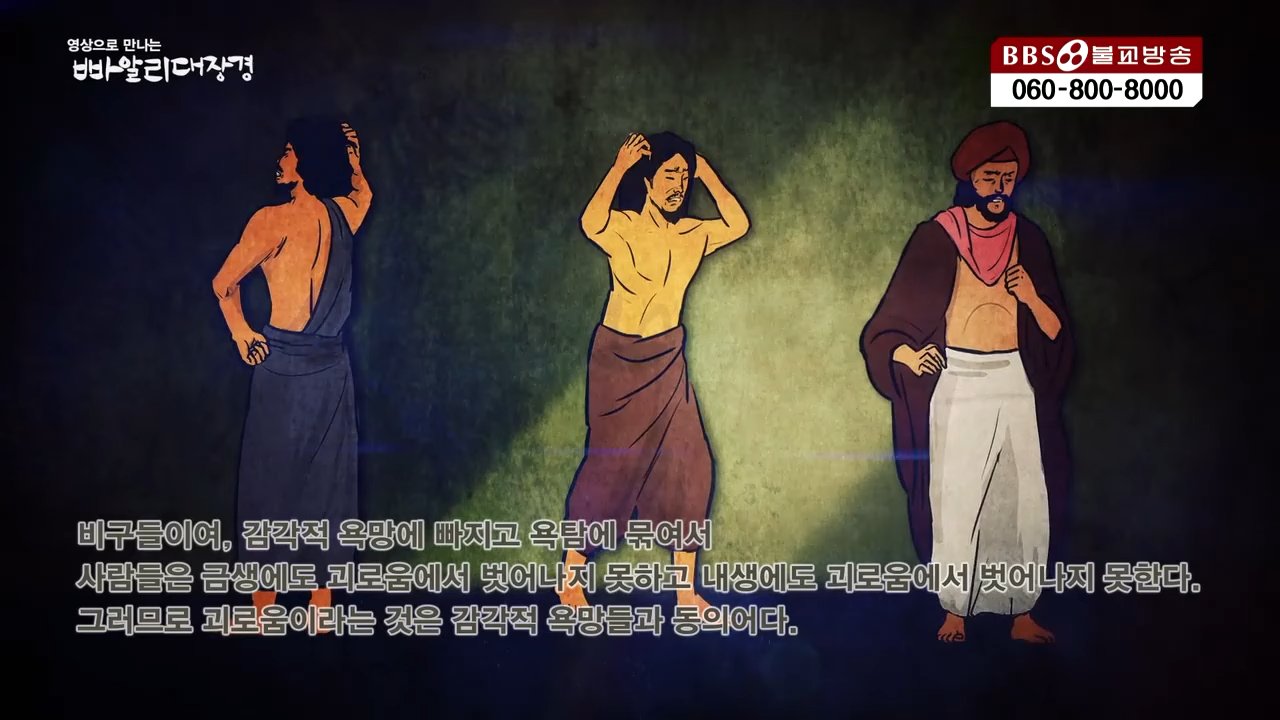 영상으로 만나는
빠알리대장경
BBS 불교방송
060-800-8000
비구들이여, 감각적 욕망에 빠지고 욕탐에 묶여서
사람들은 금생에도 괴로움에서 벗어나지 못하고 내생에도 괴로움에서 벗어나지 못한다.
그러므로 괴로움이라는 것은 감각적 욕망들과 동의어다.